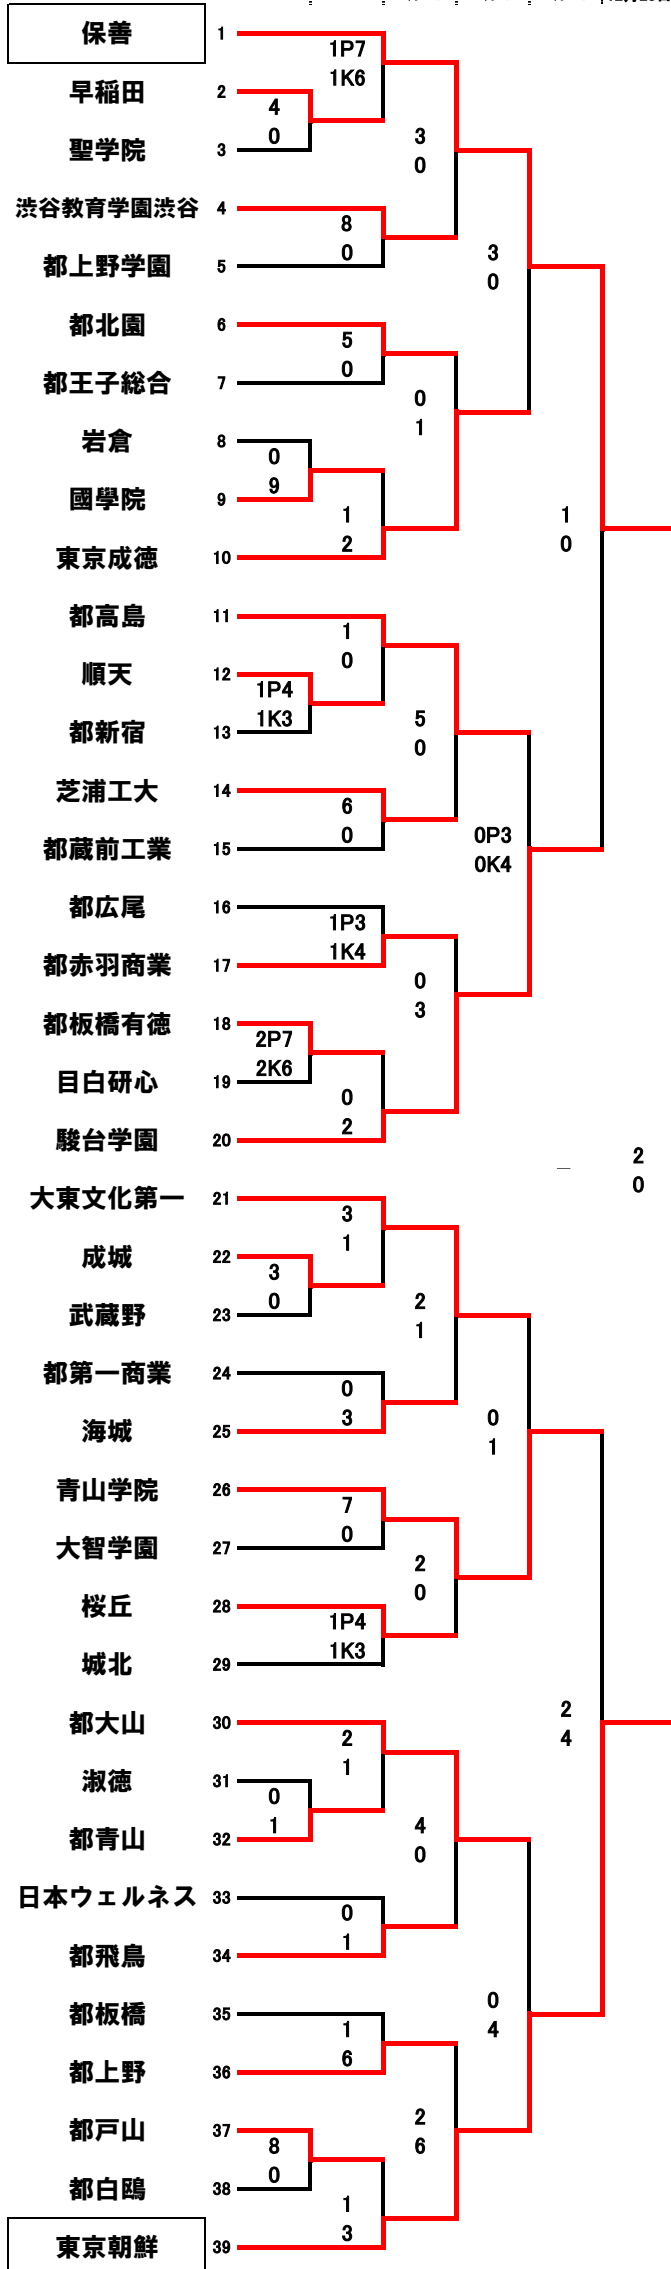 保善 1
1P7
1K6
早稲田 2
4
0
聖学院 3
3
0
渋谷教育学園渋谷 4
8
0
都上野学園 5
3
0
都北園 6
5
0
都王子総合 7
0
1
岩倉 8
0
9
國學院 9
1
2
東京成徳 10
1
0
都高島 11
1
0
順天 12
1P4
1K3
都新宿 13
5
0
芝浦工大 14
6
0
都蔵前工業 15
0P3
0K4
都広尾 16
1P3
1K4
都赤羽商業 17
0
3
都板橋有徳 18
2P7
2K6
目白研心 19
0
2
駿台学園 20
2
0
大東文化第一 21
3
1
成城 22
3
0
武蔵野 23
2
1
都第一商業 24
0
3
海城 25
0
1
青山学院 26
7
0
大智学園 27
2
0
桜丘 28
1P4
1K3
城北 29
2
4
都大山 30
2
1
淑徳 31
0
1
都青山 32
4
0
日本ウェルネス 33
0
1
都飛鳥 34
0
4
都板橋 35
1
6
都上野 36
2
6
都戸山 37
8
0
都白鴎 38
1
3
東京朝鮮 39